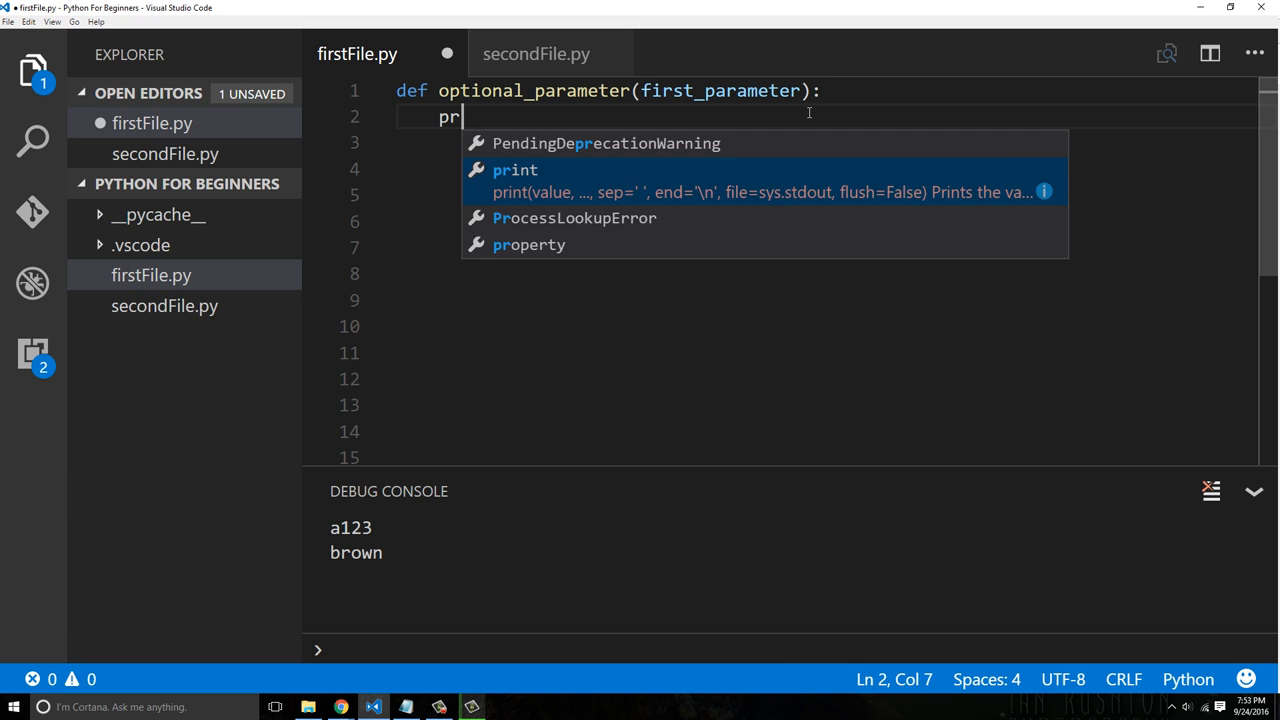 ● firstFile.py - Python For Beginners - Visual Studio Code
File Edit View Go Help
EXPLORER
OPEN EDITORS 1 UNSAVED
firstFile.py
secondFile.py
PYTHON FOR BEGINNERS
__pycache__
.vscode
firstFile.py
secondFile.py
1
2
firstFile.py
secondFile.py
1 def optional_parameter(first_parameter):
2 pr
3
4
5
6
7
8
9
10
11
12
13
14
15
PendingDeprecationWarning
print
print(value, ..., sep=' ', end='\n', file=sys.stdout, flush=False) Prints the va...
ProcessLookupError
property
DEBUG CONSOLE
a123
brown
0 0
Ln 2, Col 7 Spaces: 4 UTF-8 CRLF Python
I'm Cortana. Ask me anything.
7:53 PM
9/24/2016